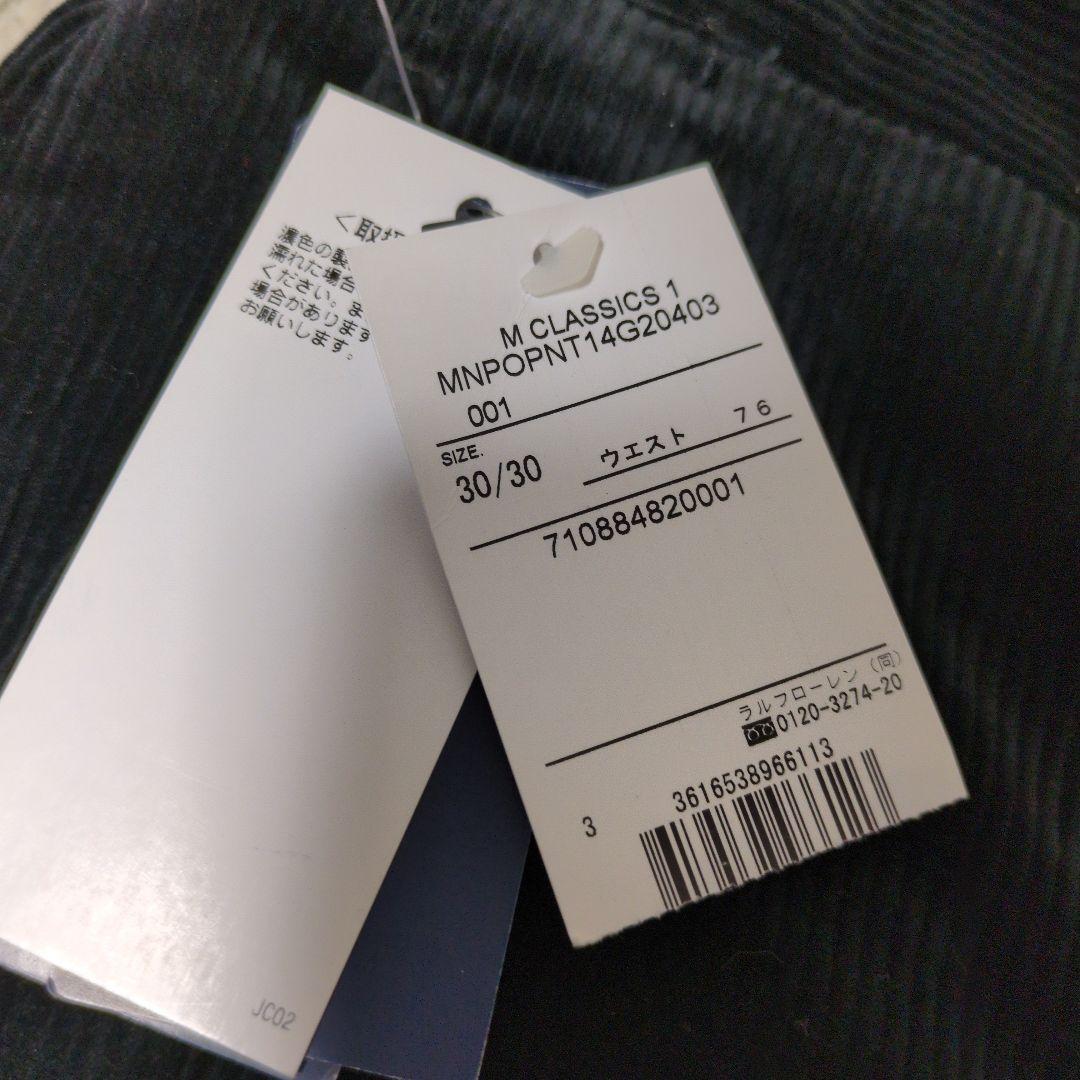 <取扱
濃色の製
濡れた場合
ください。ま
場合があります
お願いします。
JC02
M CLASSICS 1
MNPOPNT14G20403
001
SIZE.
30/30 ウエスト 76
710884820001
ラルフローレン(同)
0120-3274-20
3616538966113
3